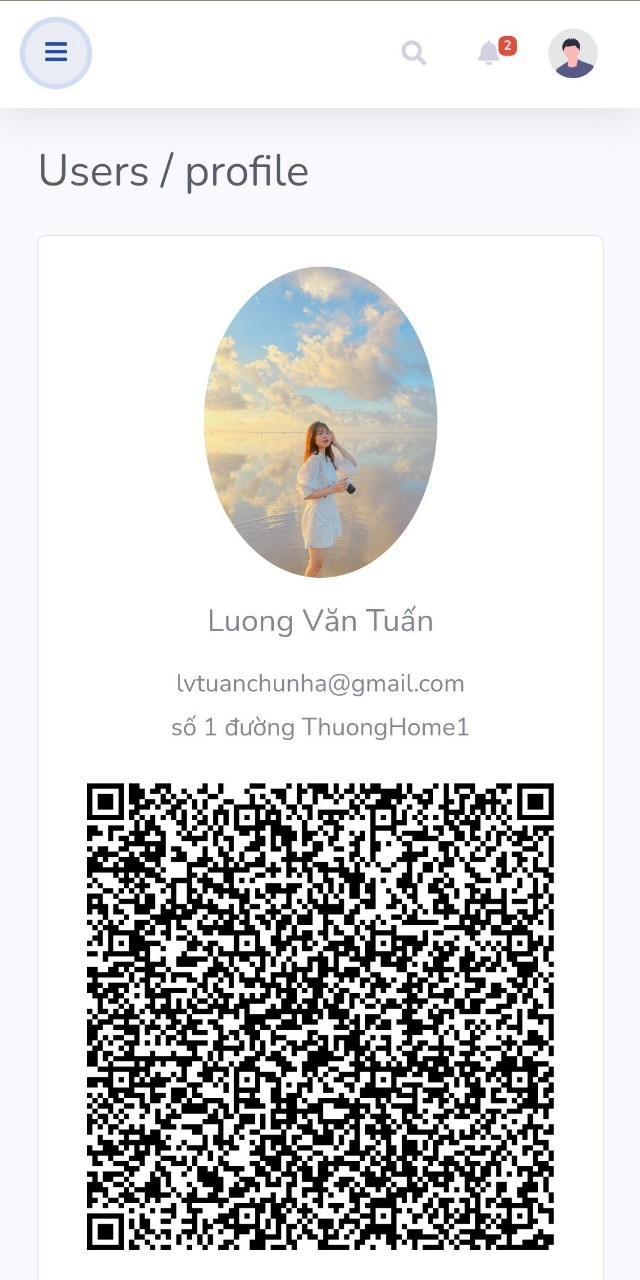 2
Users / profile
Luong Văn Tuấn
lvtuanchunha@gmail.com
số 1 đường ThuongHome1